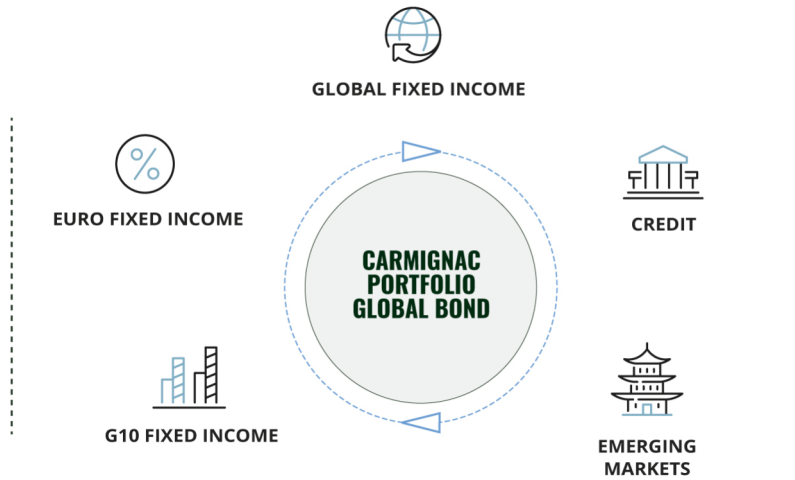 GLOBAL FIXED INCOME
EURO FIXED INCOME
CREDIT
CARMIGNAC
PORTFOLIO
GLOBAL BOND
G10 FIXED INCOME
EMERGING
MARKETS